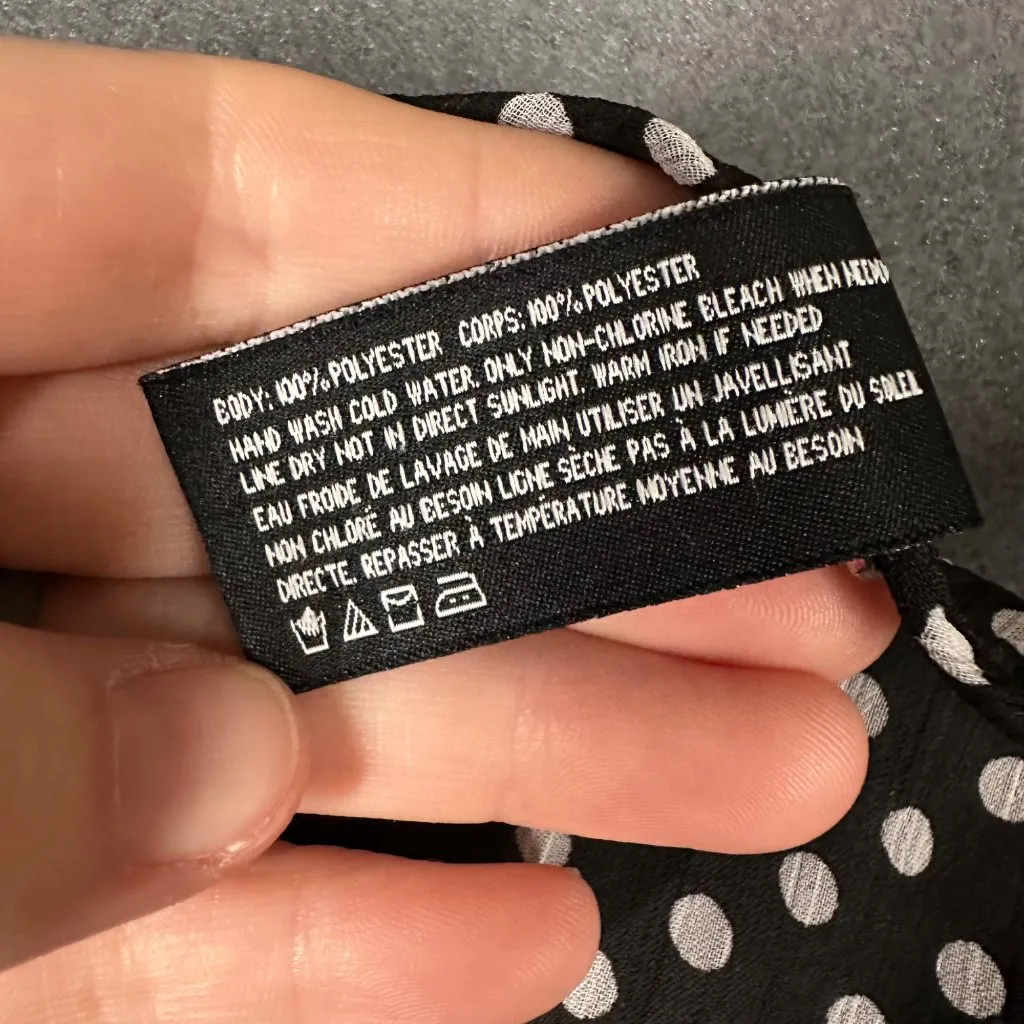 BODY: 100% POLYESTER CORPS: 100% POLYESTER
HAND WASH COLD WATER. ONLY NON-CHLORINE BLEACH WHEN NEEDD
LINE DRY NOT IN DIRECT SUNLIGHT. WARM IRON IF NEEDED
EAU FROIDE DE LAVAGE DE MAIN UTILISER UN JAVELLISANT
NON CHLORÉ AU BESOIN LIGNE SÈCHE PAS À LA LUMIÈRE DU SOLEIL
DIRECTE. REPASSER À TEMPÉRATURE MOYENNE AU BESOIN